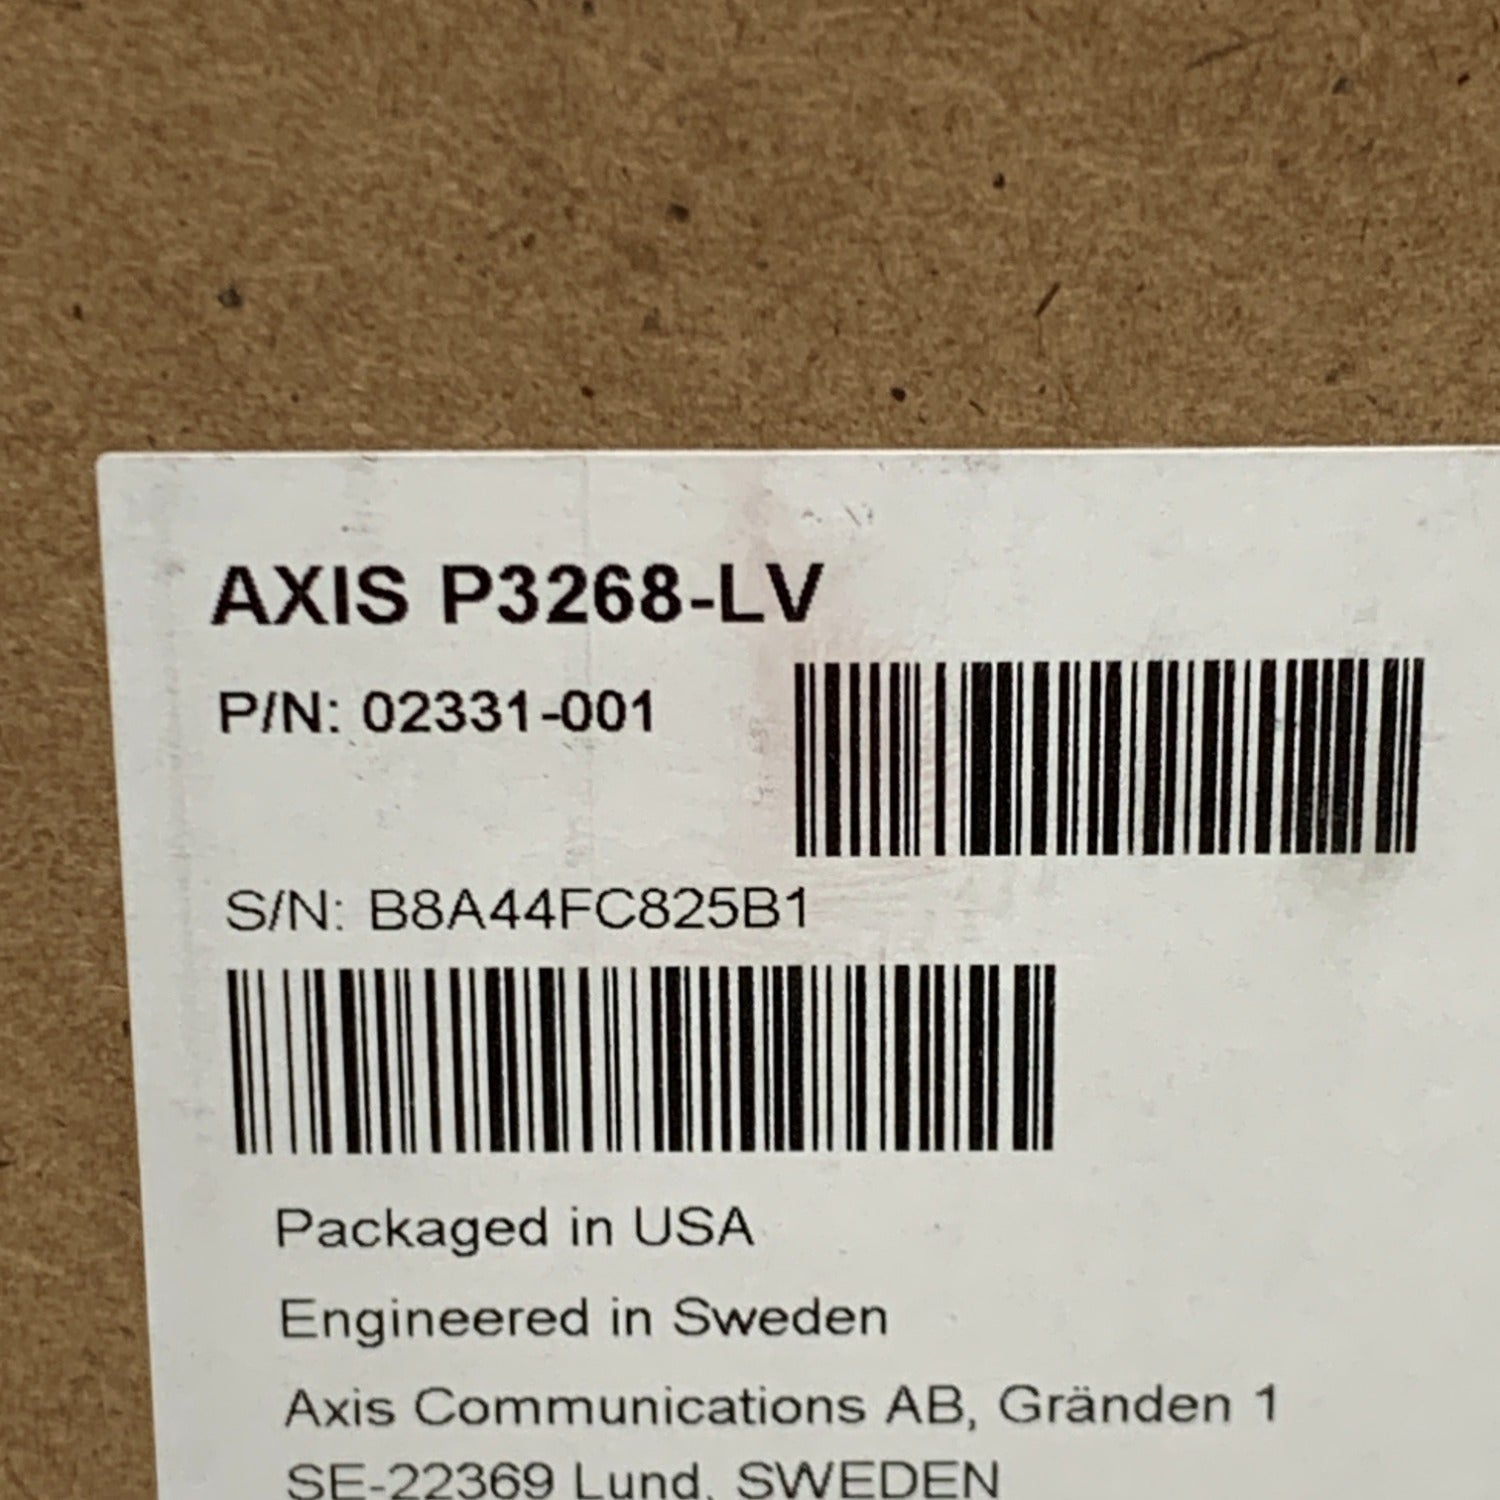 AXIS P3268-LV
P/N: 02331-001
S/N: B8A44FC825B1
Packaged in USA
Engineered in Sweden
Axis Communications AB, Gränden 1
SE-22369 Lund, SWEDEN